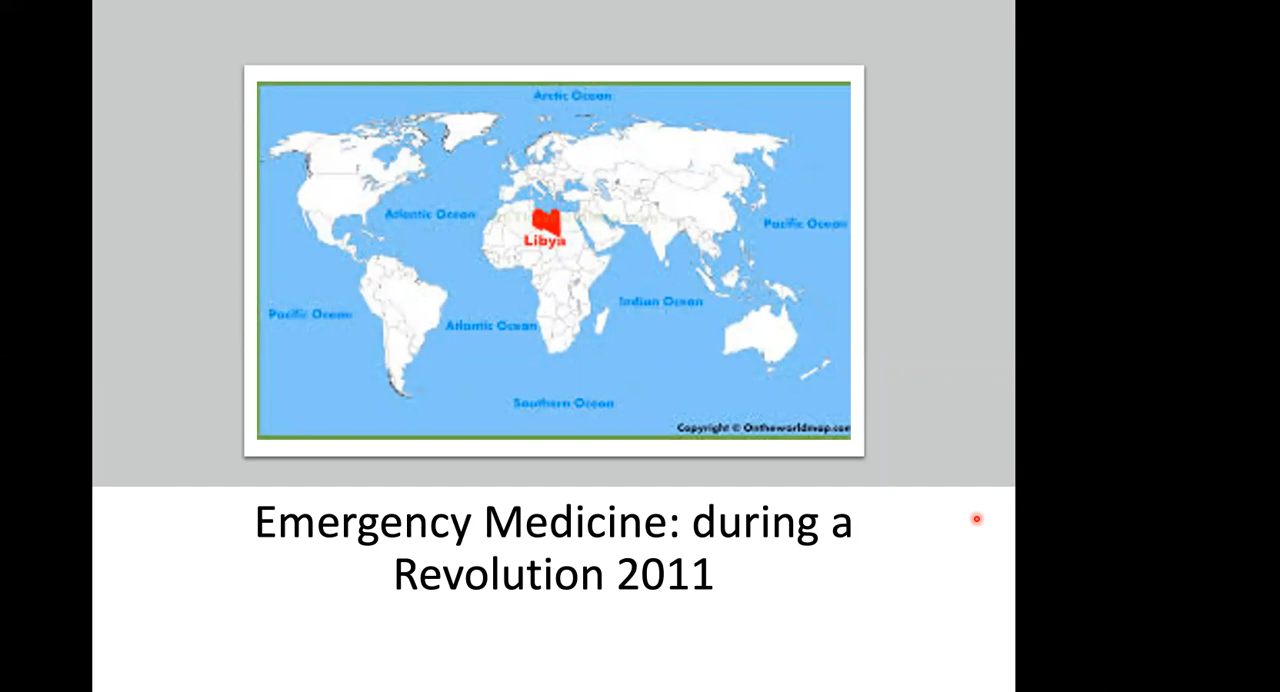 Arctic Ocean
Atlantic Ocean
Pacific Ocean
Libya
Indian Ocean
Pacific Ocean
Atlantic Ocean
Southern Ocean
Copyright © Ontheworldmap.com
Emergency Medicine: during a
Revolution 2011